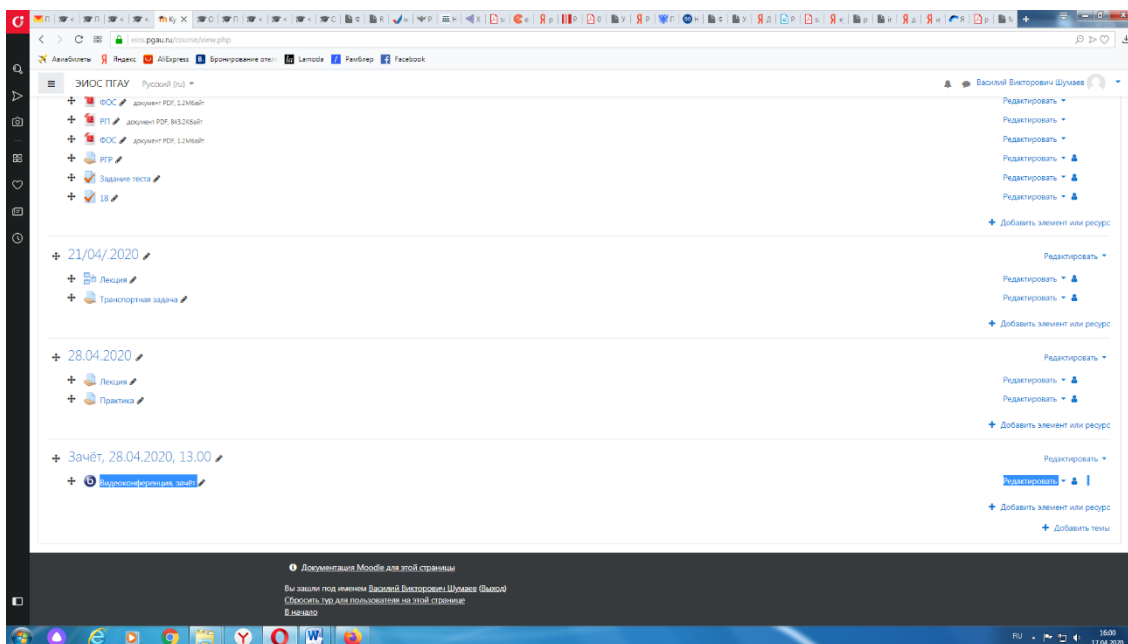 eios.pgau.ru/course/view.php
Авиабилеты Яндекс AliExpress Бронирование отел Lamoda Рамблер Facebook
ЭИОС ПГАУ Русский (ru) Василий Викторович Шумаев
ФОС документ PDF, 1.2Мбайт Редактировать
РП документ PDF, 843.2Кбайт Редактировать
ФОС документ PDF, 1.2Мбайт Редактировать
РГР Редактировать
Задание теста Редактировать
18 Редактировать
Добавить элемент или ресурс
21/04/.2020 Редактировать
Лекция Редактировать
Транспортная задача Редактировать
Добавить элемент или ресурс
28.04.2020 Редактировать
Лекция Редактировать
Практика Редактировать
Добавить элемент или ресурс
Зачёт, 28.04.2020, 13.00 Редактировать
Видеоконференция, зачёт Редактировать
Добавить элемент или ресурс
Добавить темы
Документация Moodle для этой страницы
Вы зашли под именем Василий Викторович Шумаев (Выход)
Сбросить тур для пользователя на этой странице
В начало
RU 16:00
17.04.2020